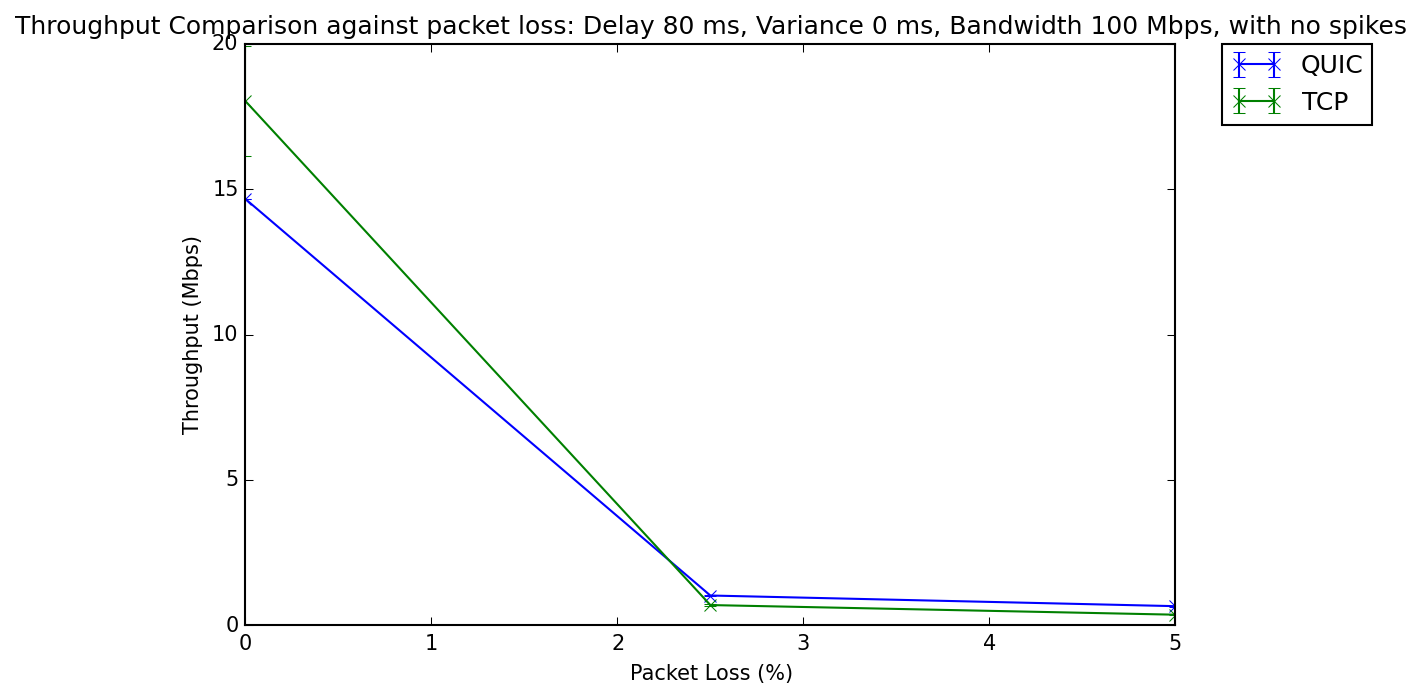 Throughput Comparison against packet loss: Delay 80 ms, Variance 0 ms, Bandwidth 100 Mbps, with no spikes
QUIC
TCP
20
15
10
5
0
Throughput (Mbps)
0 1 2 3 4 5
Packet Loss (%)